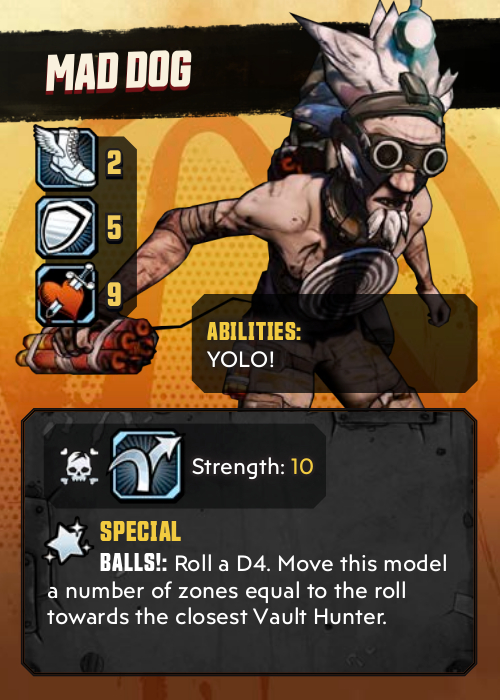 MAD DOG
2
5
9
ABILITIES:
YOLO!
Strength: 10
SPECIAL
BALLS!: Roll a D4. Move this model
a number of zones equal to the roll
towards the closest Vault Hunter.